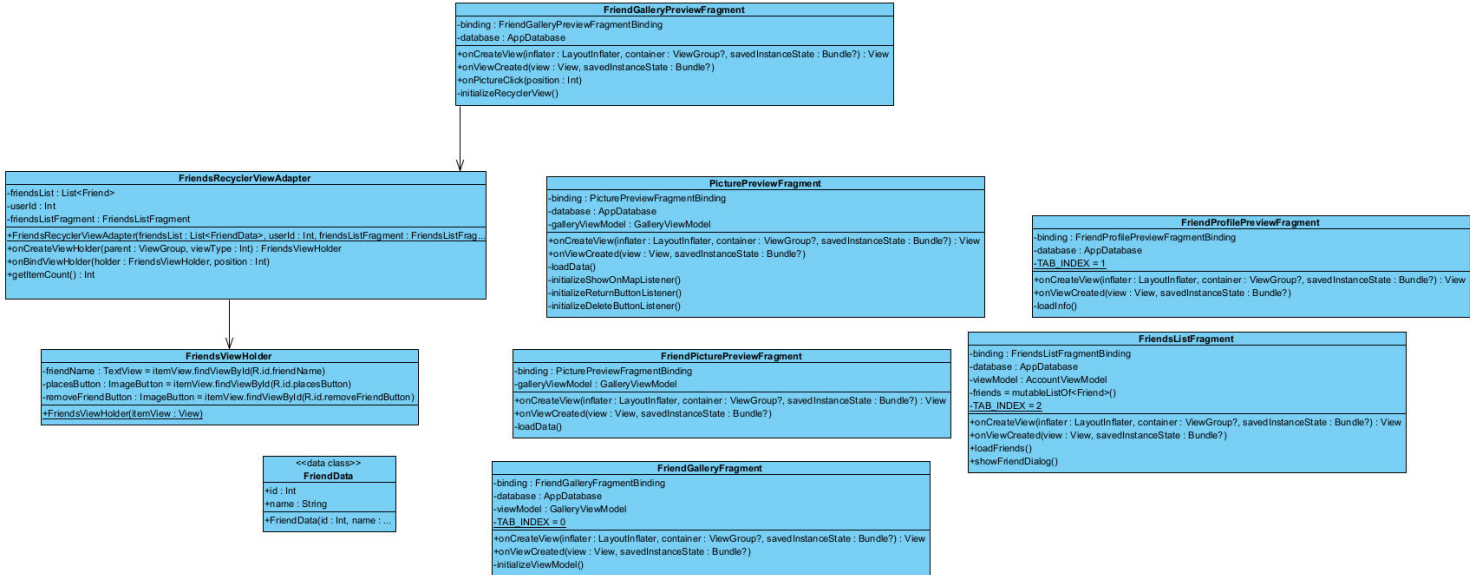 FriendGalleryPreviewFragment
-binding : FriendGalleryPreviewFragmentBinding
-database : AppDatabase
+onCreateView(inflater : LayoutInflater, container : ViewGroup?, savedInstanceState : Bundle?) : View
+onViewCreated(view : View, savedInstanceState : Bundle?)
+onPictureClick(position : Int)
-initializeRecyclerView()
FriendsRecyclerViewAdapter
-friendsList : List<Friend>
-userId : Int
-friendsListFragment : FriendsListFragment
+FriendsRecyclerViewAdapter(friendsList : List<FriendData>, userId : Int, friendsListFragment : FriendsListFrag...
+onCreateViewHolder(parent : ViewGroup, viewType : Int) : FriendsViewHolder
+onBindViewHolder(holder : FriendsViewHolder, position : Int)
+getItemCount() : Int
PicturePreviewFragment
-binding : PicturePreviewFragmentBinding
-database : AppDatabase
-galleryViewModel : GalleryViewModel
+onCreateView(inflater : LayoutInflater, container : ViewGroup?, savedInstanceState : Bundle?) : View
+onViewCreated(view : View, savedInstanceState : Bundle?)
-loadData()
-initializeShowOnMapListener()
-initializeReturnButtonListener()
-initializeDeleteButtonListener()
FriendProfilePreviewFragment
-binding : FriendProfilePreviewFragmentBinding
-database : AppDatabase
-TAB_INDEX = 1
+onCreateView(inflater : LayoutInflater, container : ViewGroup?, savedInstanceState : Bundle?) : View
+onViewCreated(view : View, savedInstanceState : Bundle?)
-loadInfo()
FriendsViewHolder
-friendName : TextView = itemView.findViewById(R.id.friendName)
-placesButton : ImageButton = itemView.findViewById(R.id.placesButton)
-removeFriendButton : ImageButton = itemView.findViewById(R.id.removeFriendButton)
+FriendsViewHolder(itemView : View)
FriendPicturePreviewFragment
-binding : PicturePreviewFragmentBinding
-galleryViewModel : GalleryViewModel
+onCreateView(inflater : LayoutInflater, container : ViewGroup?, savedInstanceState : Bundle?) : View
+onViewCreated(view : View, savedInstanceState : Bundle?)
-loadData()
FriendsListFragment
-binding : FriendsListFragmentBinding
-database : AppDatabase
-viewModel : AccountViewModel
-friends = mutableListOf<Friend>()
-TAB_INDEX = 2
+onCreateView(inflater : LayoutInflater, container : ViewGroup?, savedInstanceState : Bundle?) : View
+onViewCreated(view : View, savedInstanceState : Bundle?)
+loadFriends()
+showFriendDialog()
<<data class>>
FriendData
+id : Int
+name : String
+FriendData(id : Int, name : ...
FriendGalleryFragment
-binding : FriendGalleryFragmentBinding
-database : AppDatabase
-viewModel : GalleryViewModel
-TAB_INDEX = 0
+onCreateView(inflater : LayoutInflater, container : ViewGroup?, savedInstanceState : Bundle?) : View
+onViewCreated(view : View, savedInstanceState : Bundle?)
-initializeViewModel()